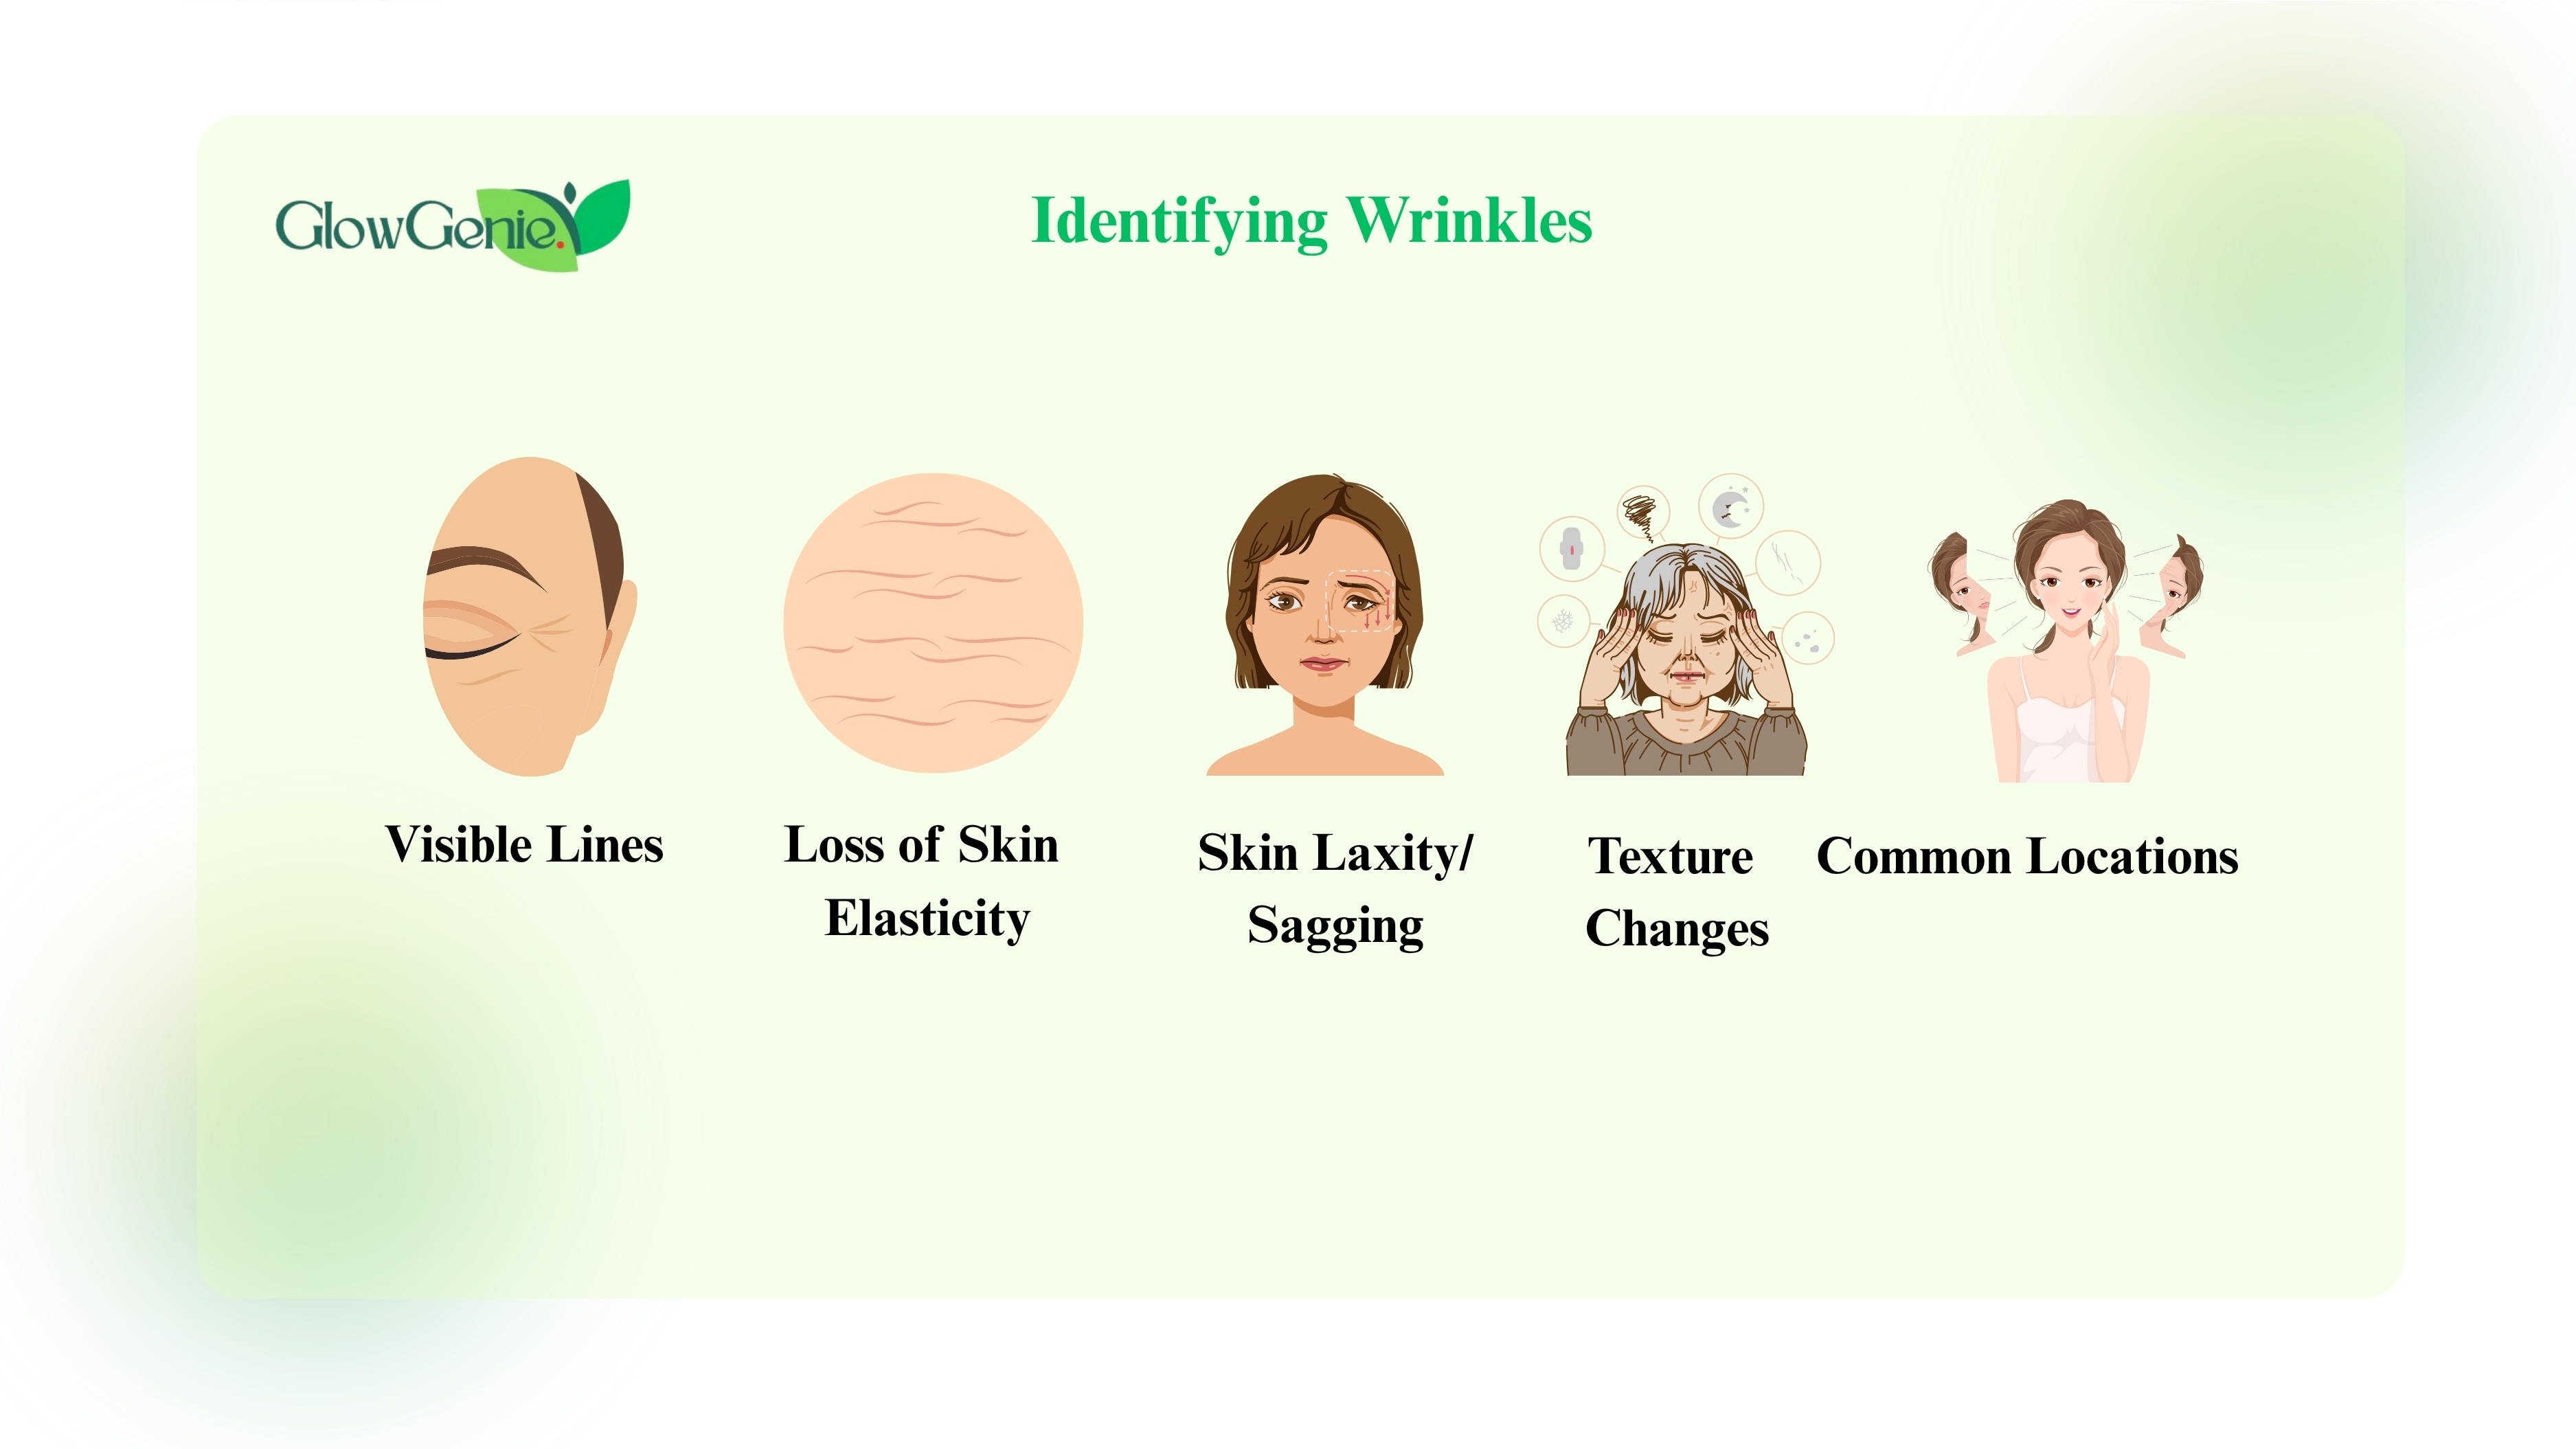 GlowGenie.
Identifying Wrinkles
Visible Lines
Loss of Skin
Elasticity
Skin Laxity/
Sagging
Texture
Changes
Common Locations